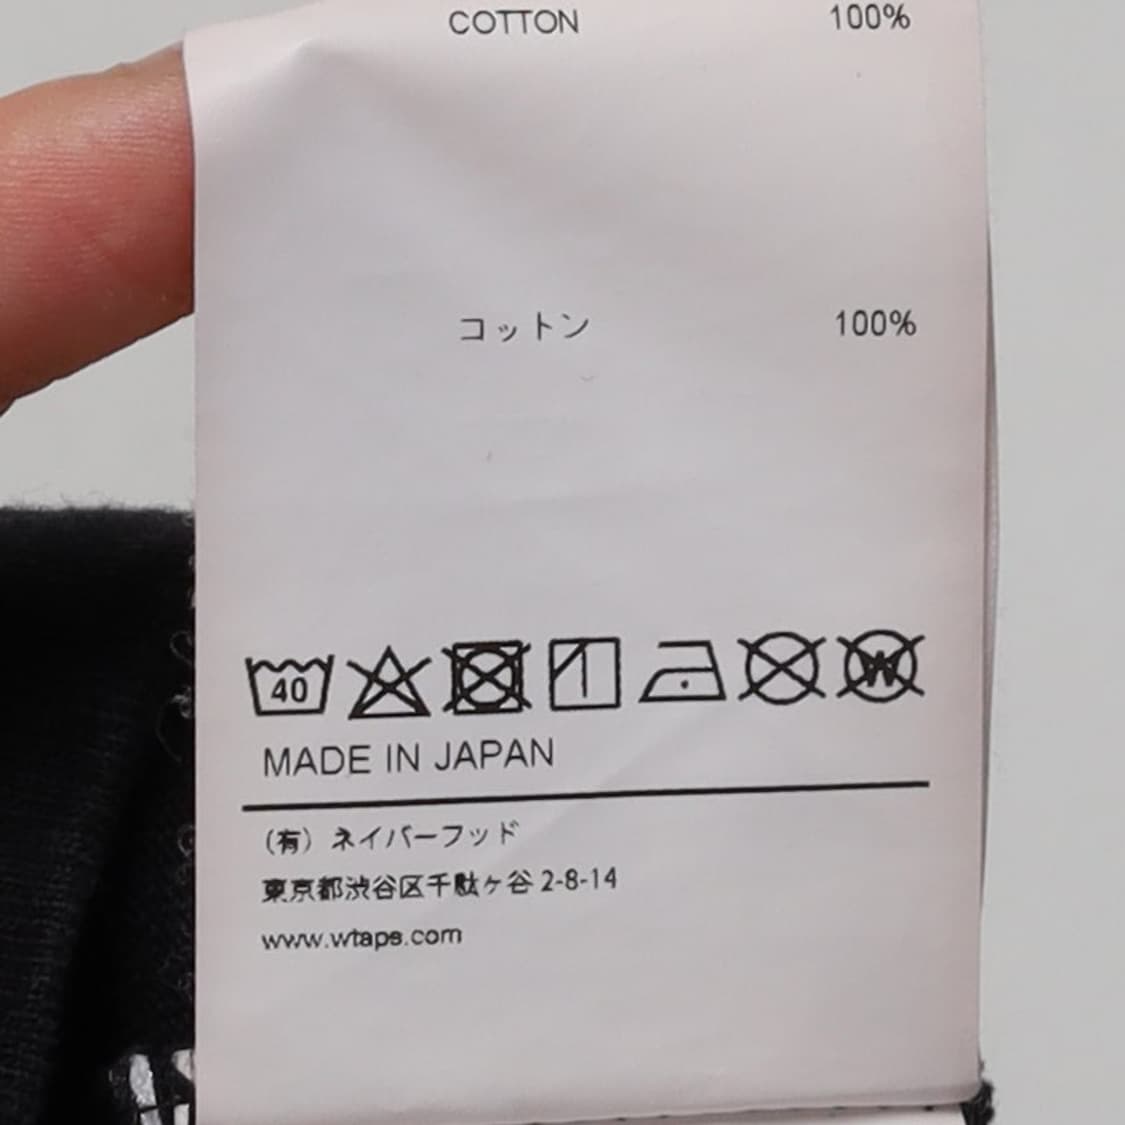 COTTON 100%
コットン 100%
40
W
MADE IN JAPAN
(有) ネイバーフッド
東京都渋谷区千駄ヶ谷 2-8-14
www.wtaps.com